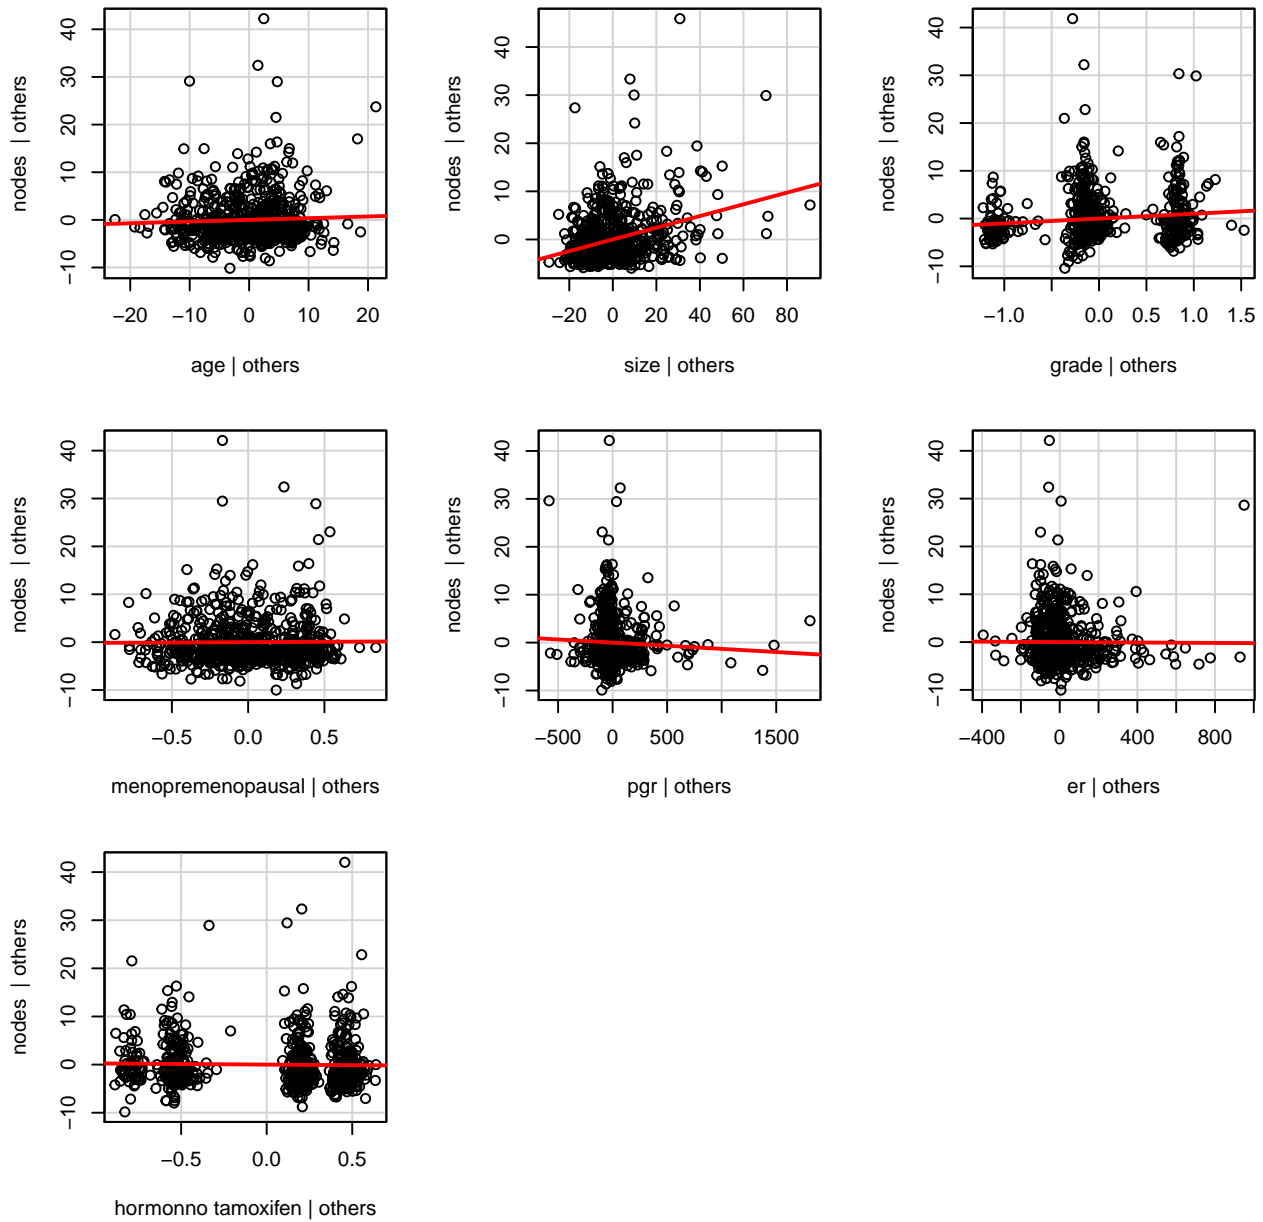 nodes | others
−10 0 10 20 30 40
−20 −10 0 10 20
age | others
nodes | others
0 10 20 30 40
−20 0 20 40 60 80
size | others
nodes | others
−10 0 10 20 30 40
−1.0 0.0 0.5 1.0 1.5
grade | others
nodes | others
−10 0 10 20 30 40
−0.5 0.0 0.5
menopremenopausal | others
nodes | others
−10 0 10 20 30 40
−500 0 500 1500
pgr | others
nodes | others
−10 0 10 20 30 40
−400 0 400 800
er | others
nodes | others
−10 0 10 20 30 40
−0.5 0.0 0.5
hormonno tamoxifen | others